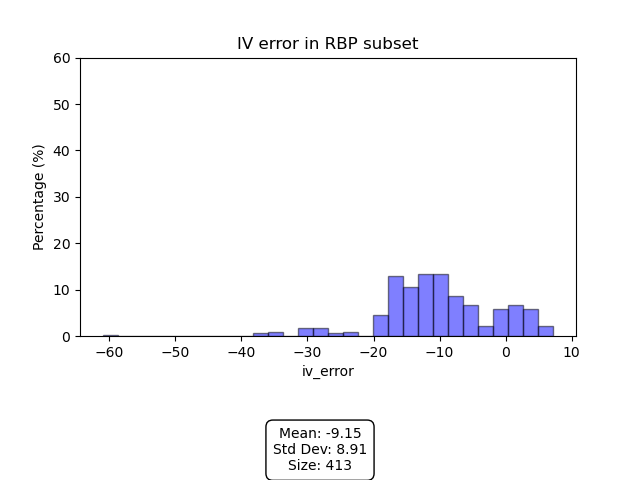 IV error in RBP subset
60
50
40
30
20
10
0
Percentage (%)
−60 −50 −40 −30 −20 −10 0 10
iv_error
Mean: -9.15
Std Dev: 8.91
Size: 413